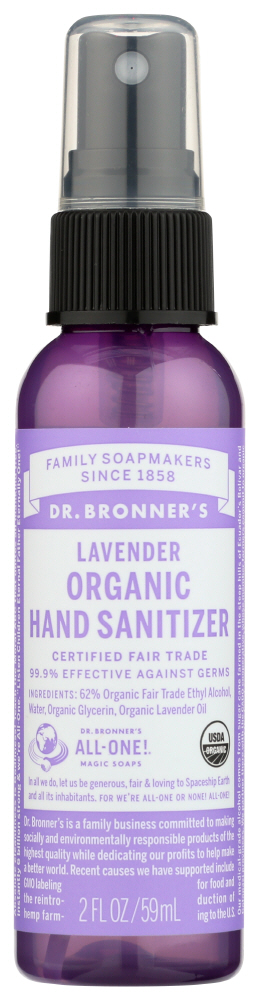 FAMILY SOAPMAKERS
SINCE 1858
DR. BRONNER'S
LAVENDER
ORGANIC
HAND SANITIZER
CERTIFIED FAIR TRADE
99.9% EFFECTIVE AGAINST GERMS
INGREDIENTS: 62% Organic Fair Trade Ethyl Alcohol,
Water, Organic Glycerin, Organic Lavender Oil
DR. BRONNER'S
ALL-ONE!
MAGIC SOAPS
USDA
ORGANIC
In all we do, let us be generous, fair & loving to Spaceship Earth
and all its inhabitants. FOR WE'RE ALL-ONE OR NONE! ALL-ONE!
Dr. Bronner's is a family business committed to making
socially and environmentally responsible products of the
highest quality while dedicating our profits to help make
a better world. Recent causes we have supported include
GMO labeling for food and
the reintro- duction of
hemp farm- ing to the U.S.
2 FL OZ/59mL